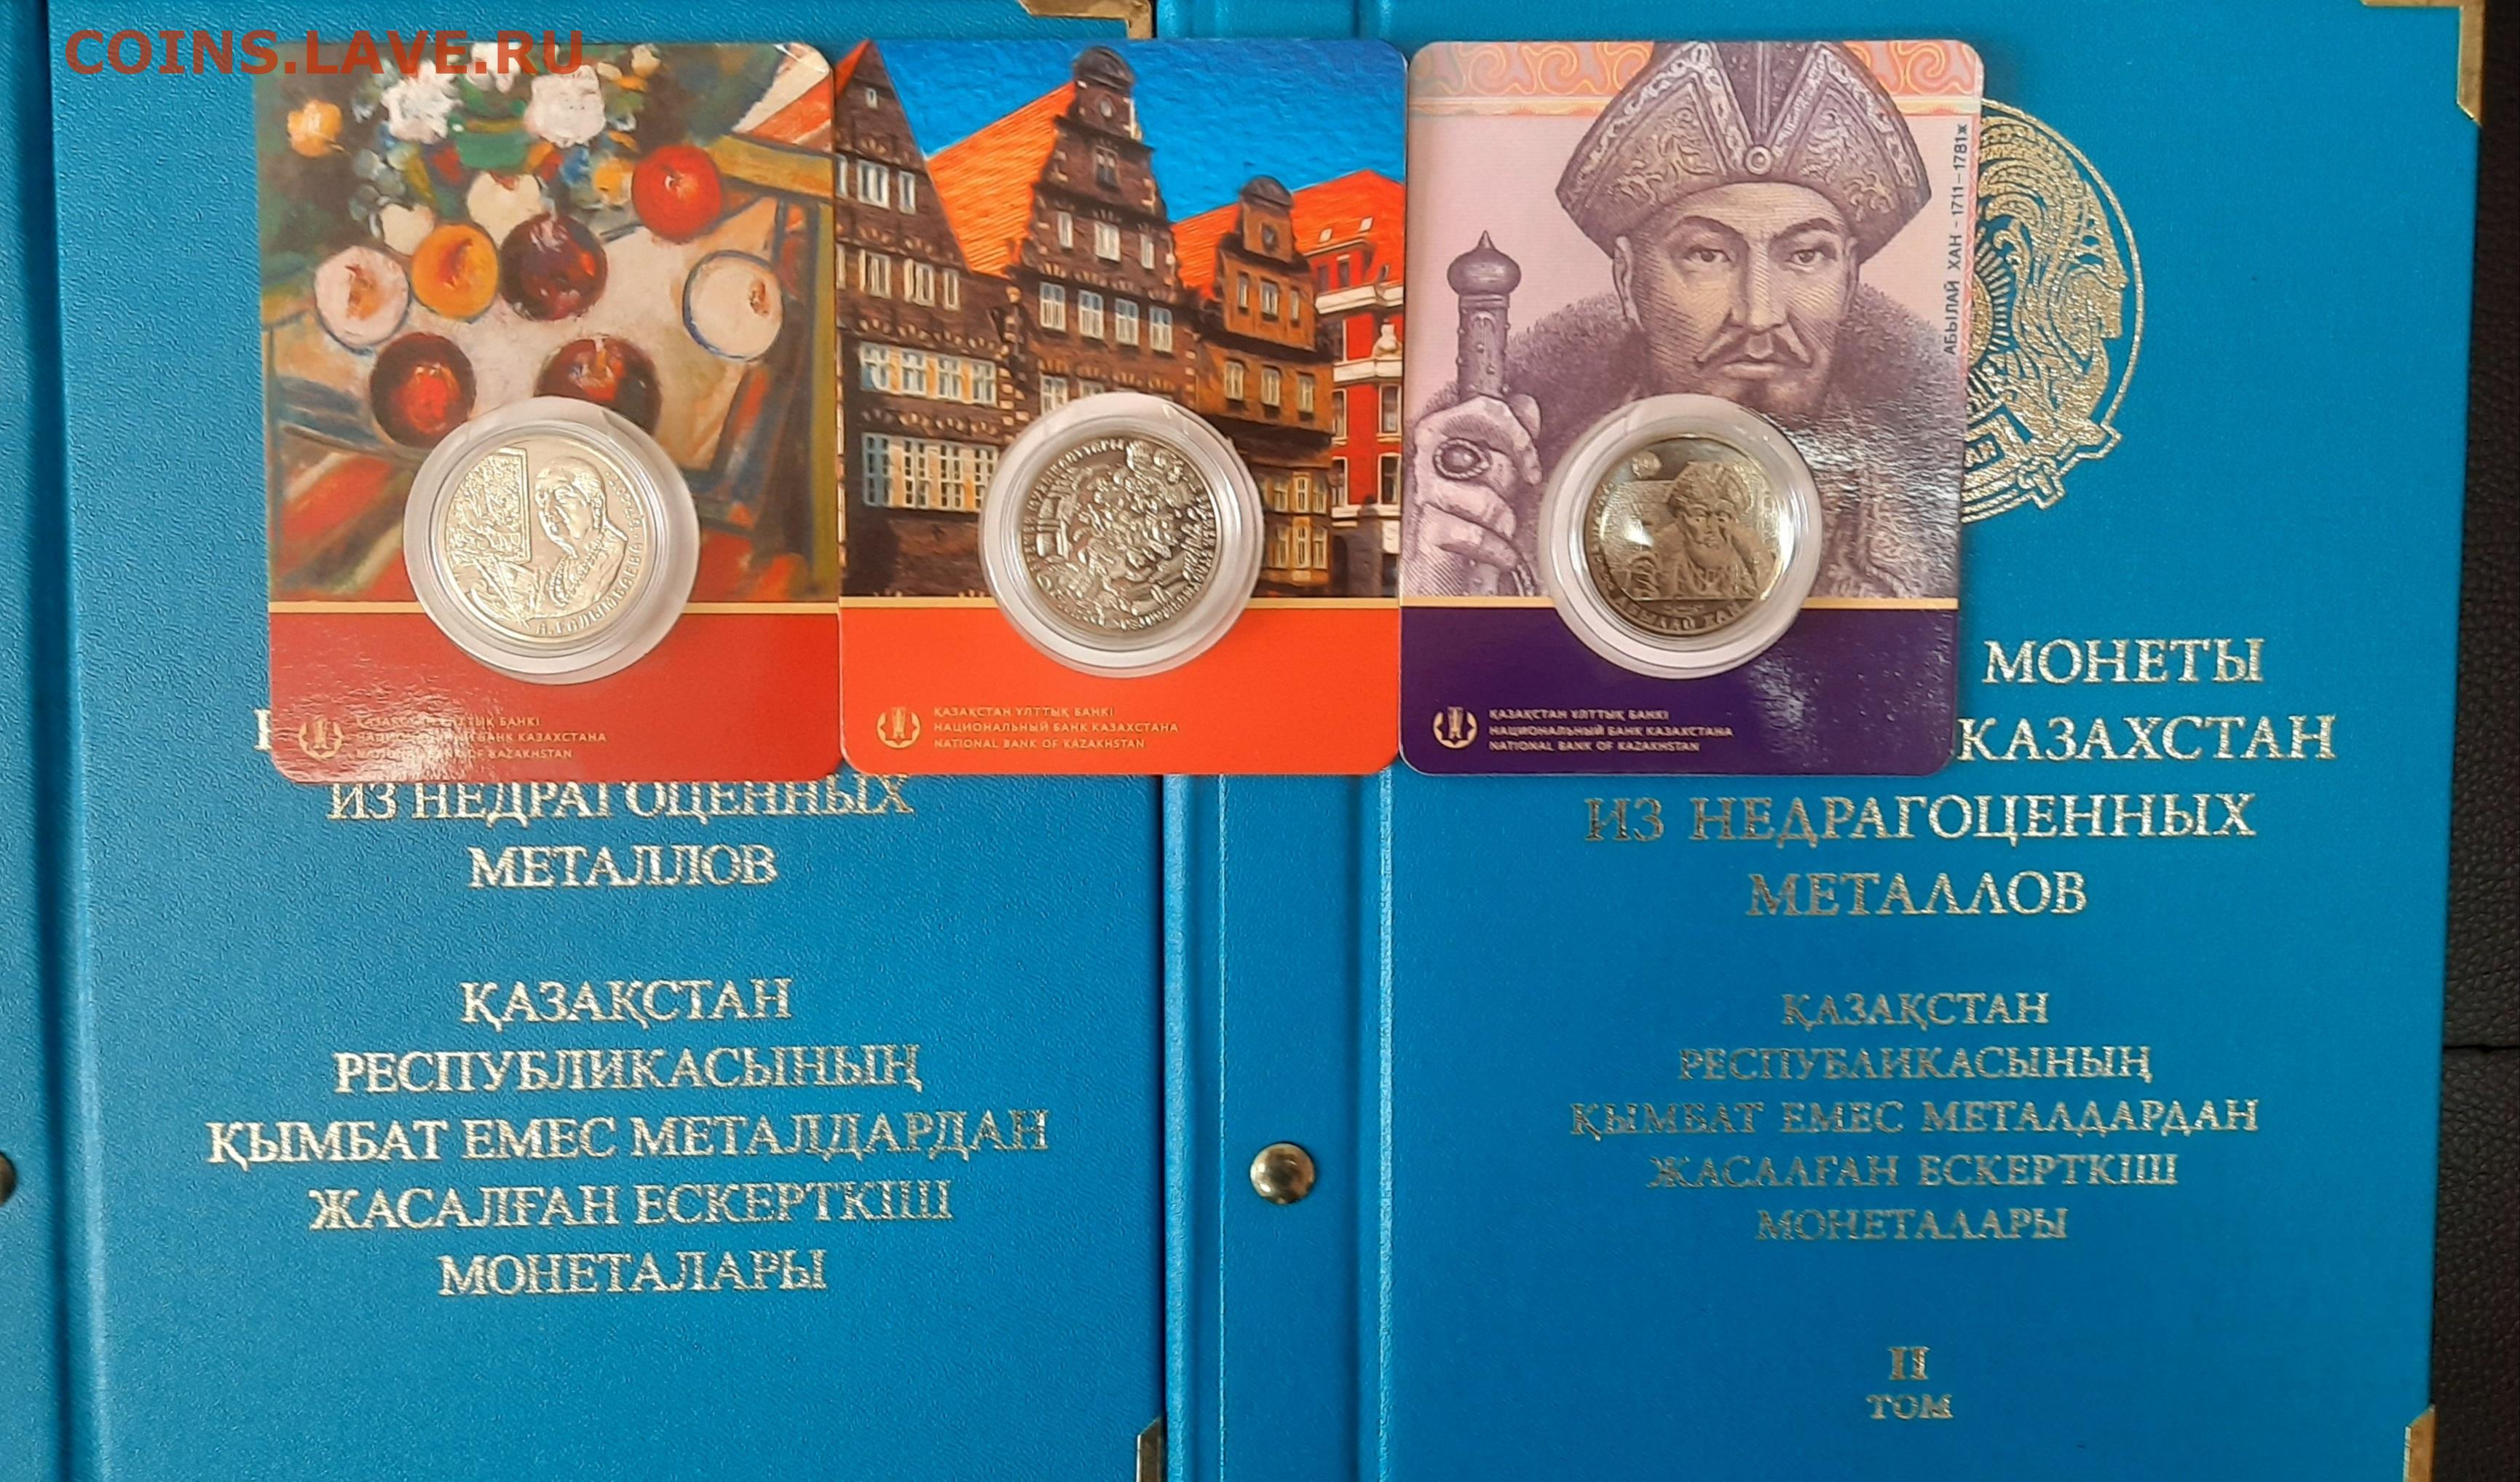 COINS.LAVE.RU
АБЫЛАЙ ХАН - 1711-1781ж
ҚАЗАҚСТАН ҰЛТТЫҚ БАНКІ
НАЦИОНАЛЬНЫЙ БАНК КАЗАХСТАНА
NATIONAL BANK OF KAZAKHSTAN
ҚАЗАҚСТАН ҰЛТТЫҚ БАНКІ
НАЦИОНАЛЬНЫЙ БАНК КАЗАХСТАНА
NATIONAL BANK OF KAZAKHSTAN
ҚАЗАҚСТАН ҰЛТТЫҚ БАНКІ
НАЦИОНАЛЬНЫЙ БАНК КАЗАХСТАНА
NATIONAL BANK OF KAZAKHSTAN
АБЫЛАЙ ХАН
ИЗ НЕДРАГОЦЕННЫХ
МЕТАЛЛОВ
ҚАЗАҚСТАН
РЕСПУБЛИКАСЫНЫҢ
ҚЫМБАТ ЕМЕС МЕТАЛДАРДАН
ЖАСАЛҒАН ЕСКЕРТКІШ
МОНЕТАЛАРЫ
МОНЕТЫ
КАЗАХСТАН
ИЗ НЕДРАГОЦЕННЫХ
МЕТАЛЛОВ
ҚАЗАҚСТАН
РЕСПУБЛИКАСЫНЫҢ
ҚЫМБАТ ЕМЕС МЕТАЛДАРДАН
ЖАСАЛҒАН ЕСКЕРТКІШ
МОНЕТАЛАРЫ
II
ТОМ